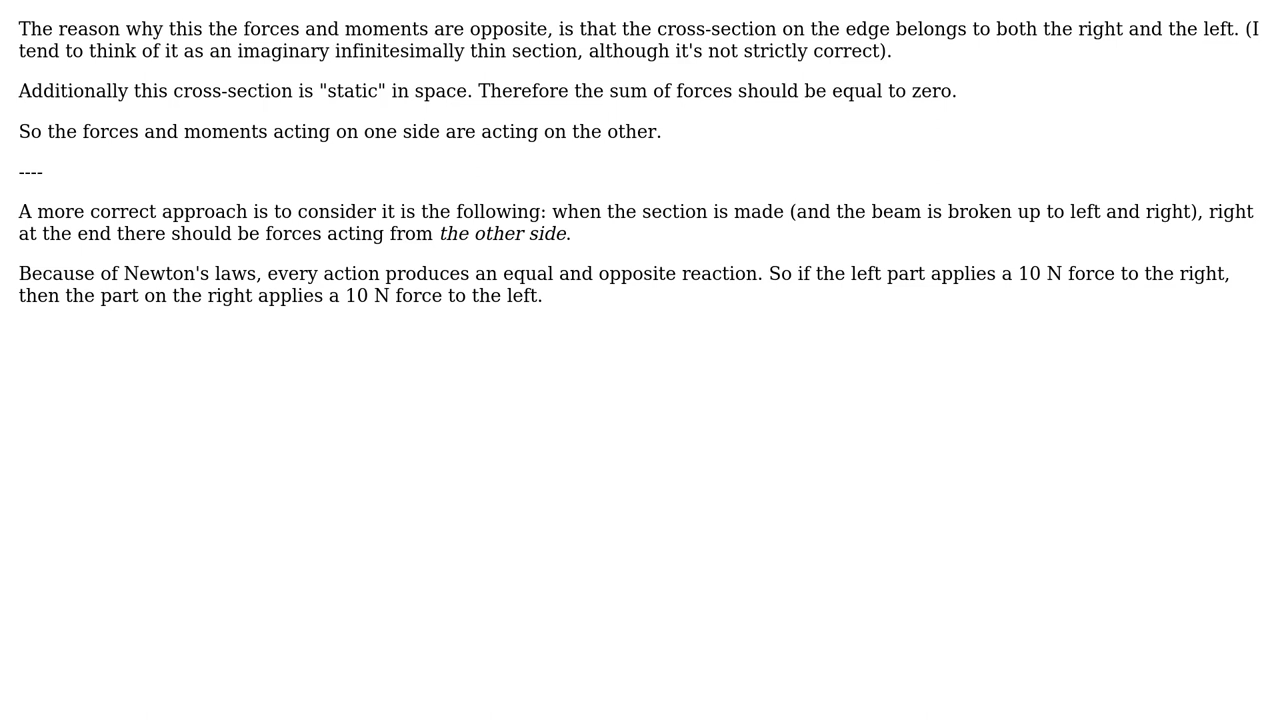 The reason why this the forces and moments are opposite, is that the cross-section on the edge belongs to both the right and the left. (I
tend to think of it as an imaginary infinitesimally thin section, although it's not strictly correct).
Additionally this cross-section is "static" in space. Therefore the sum of forces should be equal to zero.
So the forces and moments acting on one side are acting on the other.
----
A more correct approach is to consider it is the following: when the section is made (and the beam is broken up to left and right), right
at the end there should be forces acting from the other side.
Because of Newton's laws, every action produces an equal and opposite reaction. So if the left part applies a 10 N force to the right,
then the part on the right applies a 10 N force to the left.